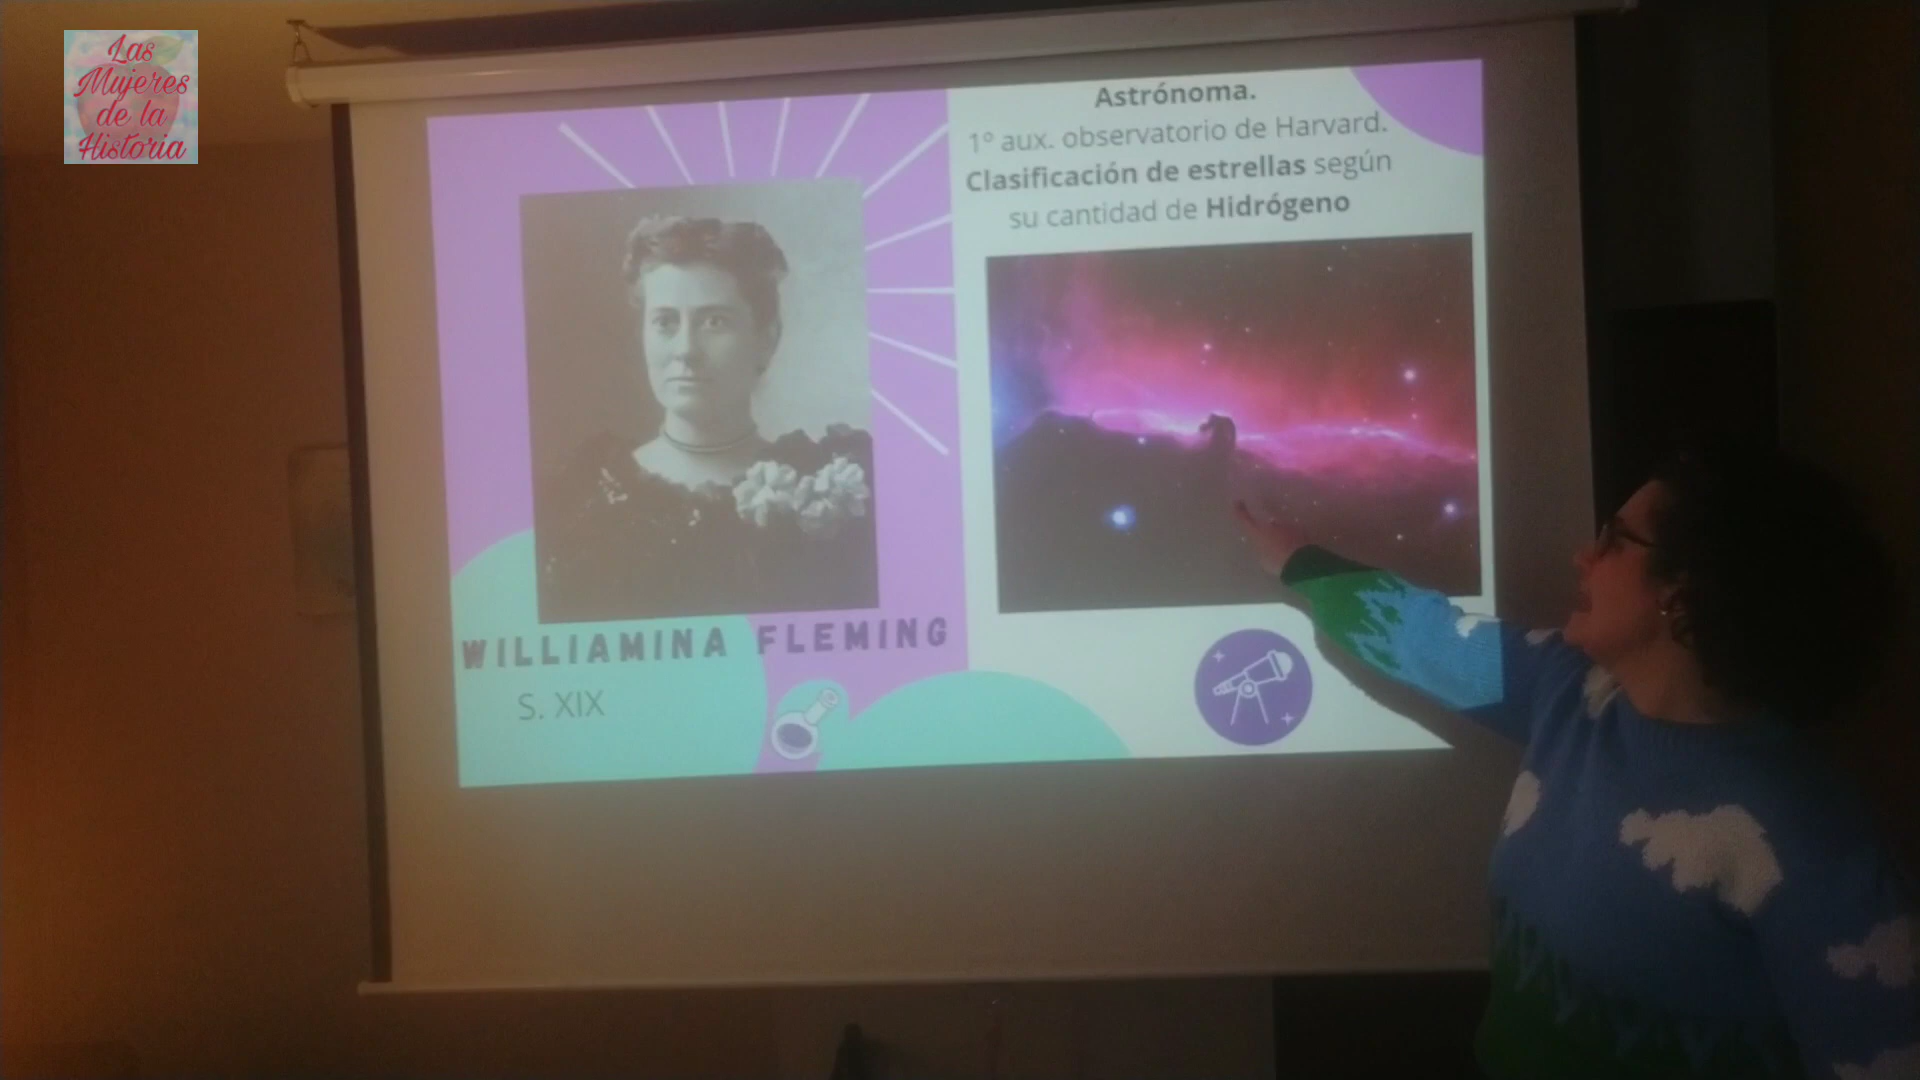 Las
Mujeres
de la
Historia
Astrónoma.
1º aux. observatorio de Harvard.
Clasificación de estrellas según
su cantidad de Hidrógeno
WILLIAMINA FLEMING
S. XIX